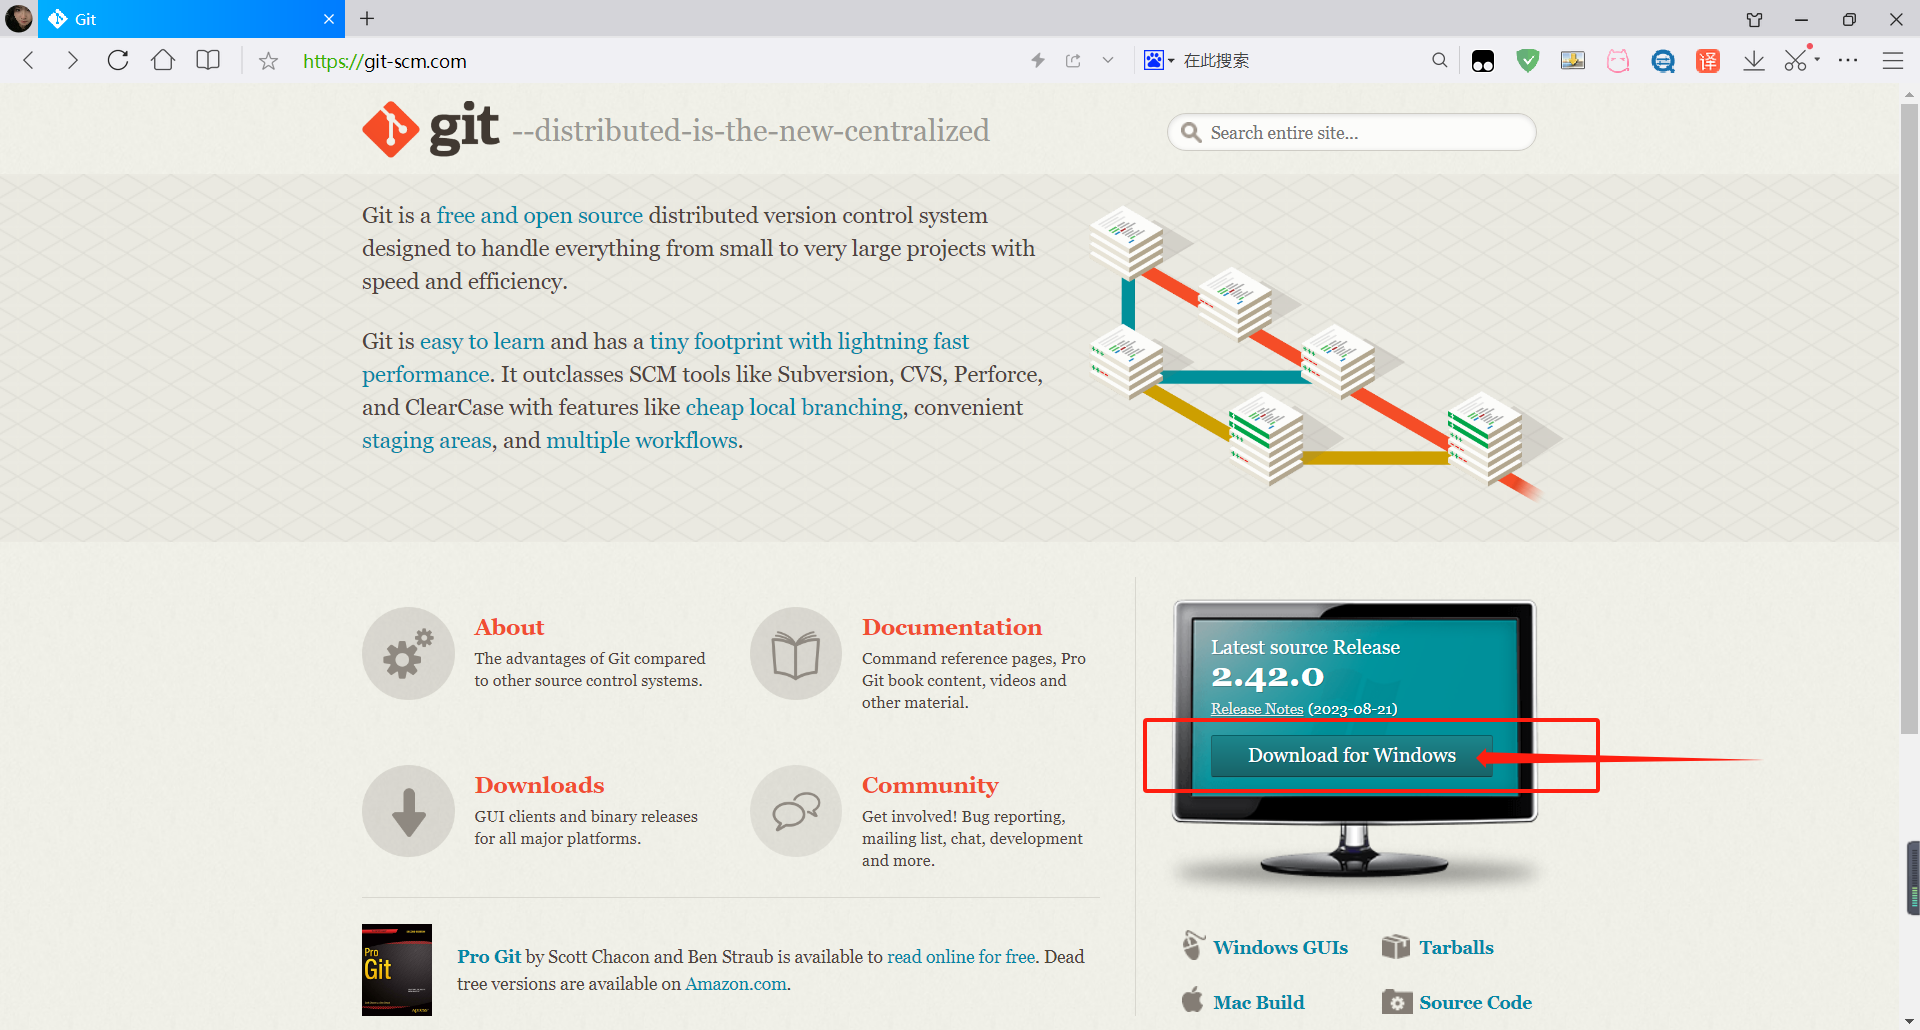 Git
https://git-scm.com
在此搜索
译
git --distributed-is-the-new-centralized
Search entire site...
Git is a free and open source distributed version control system
designed to handle everything from small to very large projects with
speed and efficiency.
Git is easy to learn and has a tiny footprint with lightning fast
performance. It outclasses SCM tools like Subversion, CVS, Perforce,
and ClearCase with features like cheap local branching, convenient
staging areas, and multiple workflows.
About
The advantages of Git compared
to other source control systems.
Documentation
Command reference pages, Pro
Git book content, videos and
other material.
Downloads
GUI clients and binary releases
for all major platforms.
Community
Get involved! Bug reporting,
mailing list, chat, development
and more.
Latest source Release
2.42.0
Release Notes (2023-08-21)
Download for Windows
Pro
Git
Pro Git by Scott Chacon and Ben Straub is available to read online for free. Dead
tree versions are available on Amazon.com.
Windows GUIs
Tarballs
Mac Build
Source Code